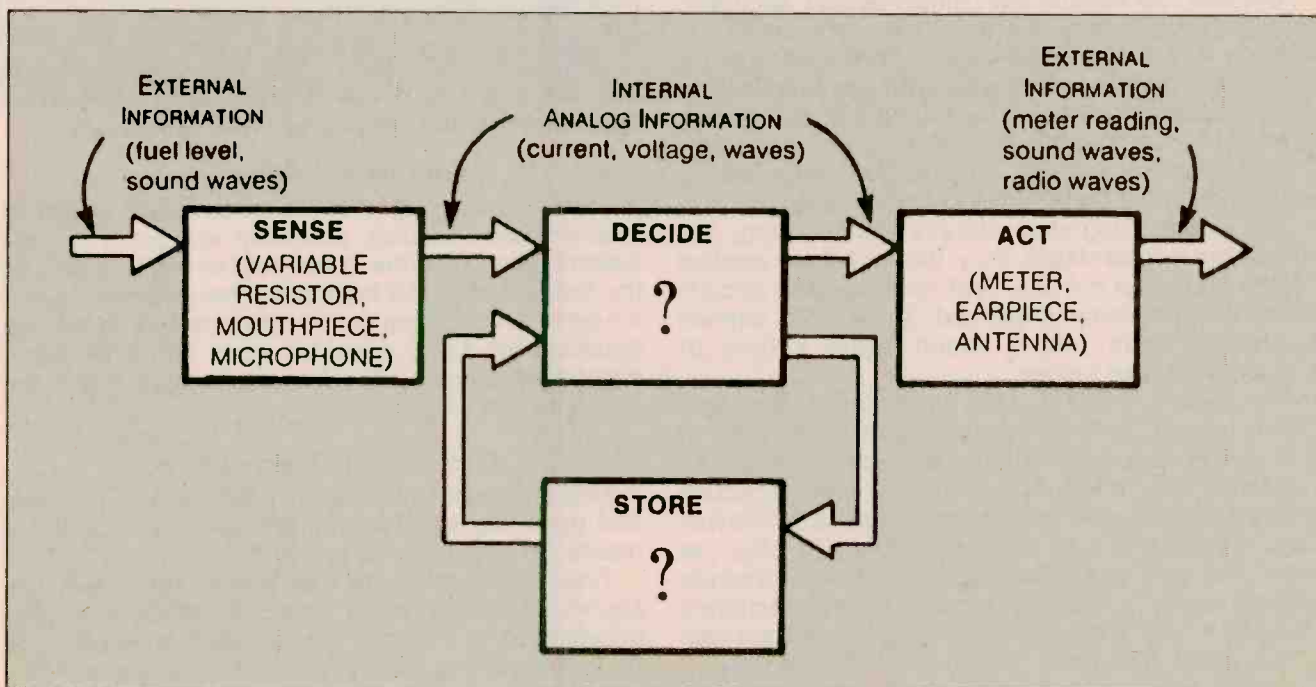 EXTERNAL
INFORMATION
(fuel level,
sound waves)
INTERNAL
ANALOG INFORMATION
(current, voltage, waves)
EXTERNAL
INFORMATION
(meter reading,
sound waves,
radio waves)
SENSE
(VARIABLE
RESISTOR,
MOUTHPIECE,
MICROPHONE)
DECIDE
?
ACT
(METER,
EARPIECE,
ANTENNA)
STORE
?